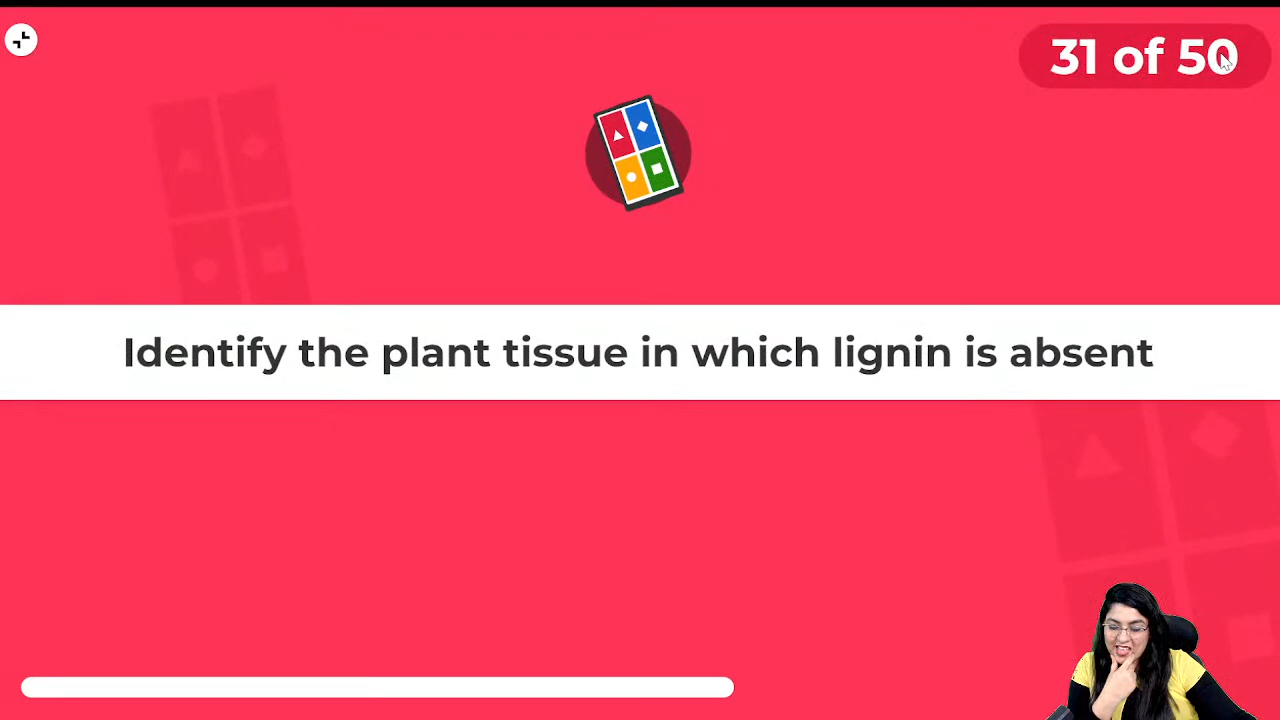 31 of 50
Identify the plant tissue in which lignin is absent